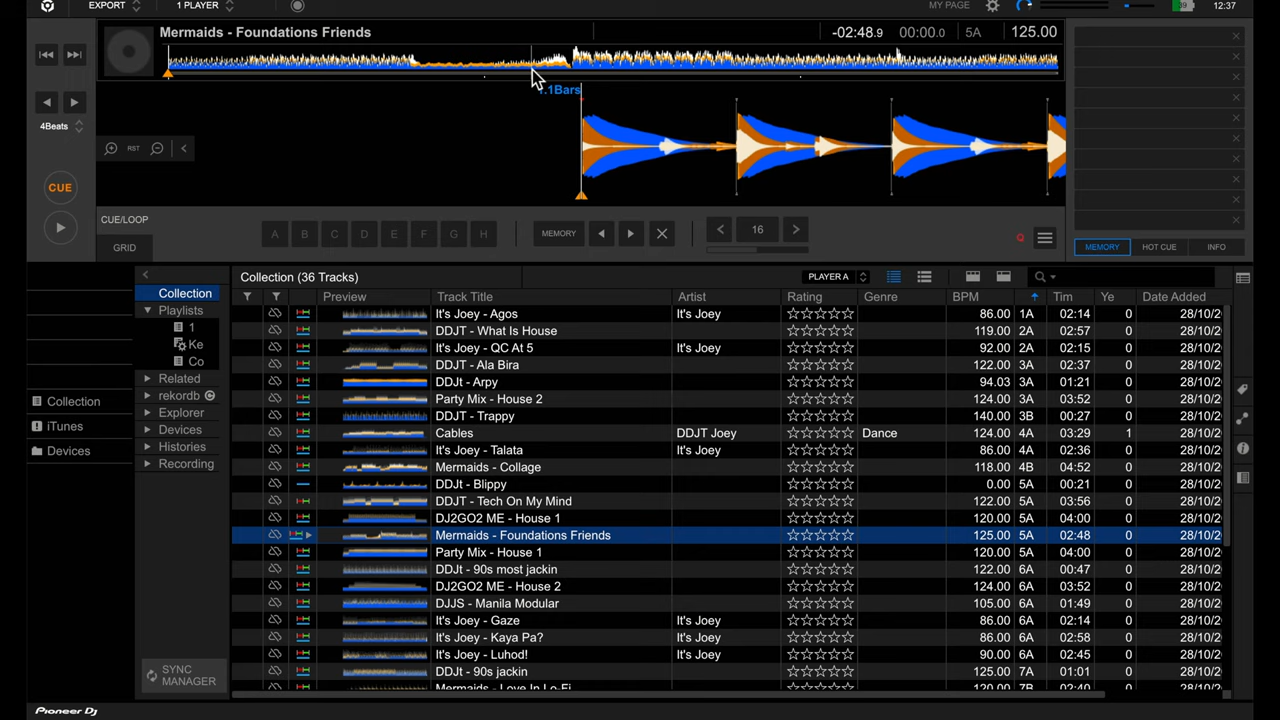 EXPORT 1 PLAYER MY PAGE 12:37
Mermaids - Foundations Friends -02:48.9 00:00.0 5A 125.00
.1Bars
4Beats
RST
CUE
CUE/LOOP
GRID
A B C D E F G H MEMORY 16
Q
MEMORY HOT CUE INFO
Collection (36 Tracks) PLAYER A
Preview Track Title Artist Rating Genre BPM Tim Ye Date Added
Collection
Playlists
1
Ke
Co
Related
rekordb
Explorer
Devices
Histories
Recording
Collection
iTunes
Devices
SYNC
MANAGER
It's Joey - Agos It's Joey 86.00 1A 02:14 0 28/10/2
DDJT - What Is House 119.00 2A 02:57 0 28/10/2
It's Joey - QC At 5 It's Joey 92.00 2A 02:15 0 28/10/2
DDJT - Ala Bira 122.00 3A 02:37 0 28/10/2
DDJt - Arpy 94.03 3A 01:21 0 28/10/2
Party Mix - House 2 124.00 3A 03:52 0 28/10/2
DDJT - Trappy 140.00 3B 00:27 0 28/10/2
Cables DDJT Joey Dance 124.00 4A 03:29 1 28/10/2
It's Joey - Talata It's Joey 86.00 4A 02:36 0 28/10/2
Mermaids - Collage 118.00 4B 04:52 0 28/10/2
DDJt - Blippy 0.00 5A 00:21 0 28/10/2
DDJT - Tech On My Mind 122.00 5A 03:56 0 28/10/2
DJ2GO2 ME - House 1 120.00 5A 04:00 0 28/10/2
Mermaids - Foundations Friends 125.00 5A 02:48 0 28/10/2
Party Mix - House 1 120.00 5A 04:00 0 28/10/2
DDJt - 90s most jackin 122.00 6A 00:47 0 28/10/2
DJ2GO2 ME - House 2 124.00 6A 03:52 0 28/10/2
DDJS - Manila Modular 105.00 6A 01:49 0 28/10/2
It's Joey - Gaze It's Joey 86.00 6A 02:06 0 28/10/2
It's Joey - Kaya Pa? It's Joey 86.00 6A 02:58 0 28/10/2
It's Joey - Luhod! It's Joey 90.00 6A 02:45 0 28/10/2
DDJt - 90s jackin 125.00 7A 01:01 0 28/10/2
Mermaids - Love In Lo-Fi 120.00 7B 02:40 0 28/10/2
Pioneer Dj